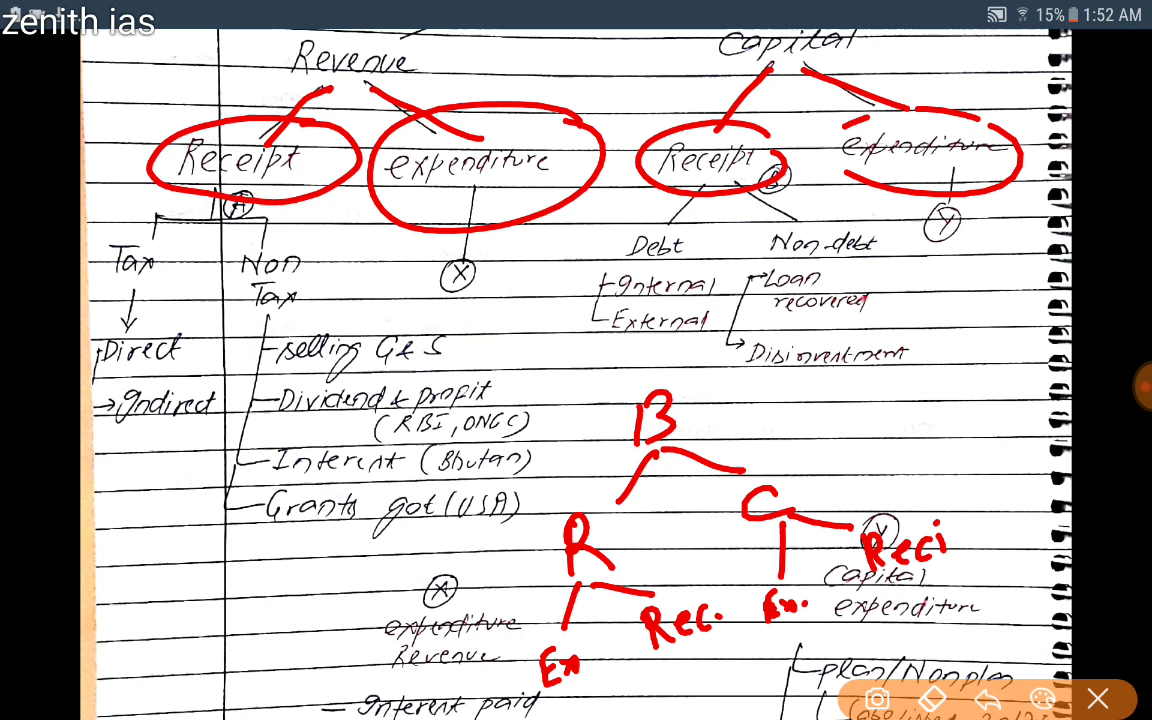 zenith ias
15% 1:52 AM
Revenue
Capital
Receipt
expenditure
Receipt
expenditure
A
B
Tax
Non
Tax
X
Debt
Non-debt
Y
Internal
External
Loan
recovered
Disinvestment
Direct
Indirect
selling G & S
Dividend & profit
(RBI, ONGC)
Interest (Bhutan)
Grants got (USA)
B
R
C
Ex
Rec.
Ex.
Reci
X
expenditure
Revenue
Y
Capital
expenditure
= Interest paid
plan/Nonplan